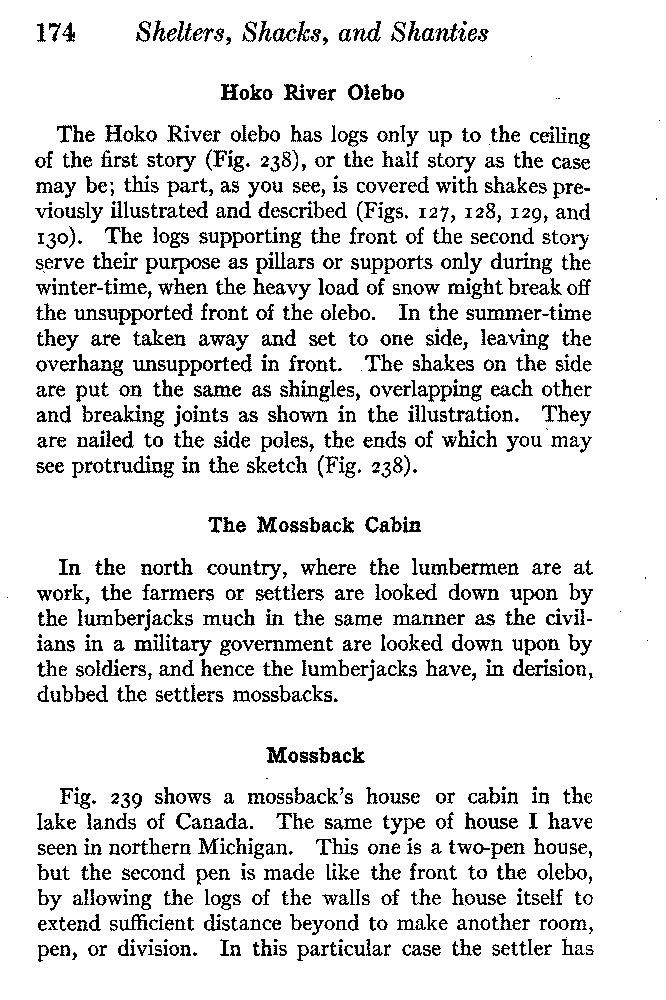 174 Shelters, Shacks, and Shanties
Hoko River Olebo
The Hoko River olebo has logs only up to the ceiling
of the first story (Fig. 238), or the half story as the case
may be; this part, as you see, is covered with shakes pre-
viously illustrated and described (Figs. 127, 128, 129, and
130). The logs supporting the front of the second story
serve their purpose as pillars or supports only during the
winter-time, when the heavy load of snow might break off
the unsupported front of the olebo. In the summer-time
they are taken away and set to one side, leaving the
overhang unsupported in front. The shakes on the side
are put on the same as shingles, overlapping each other
and breaking joints as shown in the illustration. They
are nailed to the side poles, the ends of which you may
see protruding in the sketch (Fig. 238).
The Mossback Cabin
In the north country, where the lumbermen are at
work, the farmers or settlers are looked down upon by
the lumberjacks much in the same manner as the civil-
ians in a military government are looked down upon by
the soldiers, and hence the lumberjacks have, in derision,
dubbed the settlers mossbacks.
Mossback
Fig. 239 shows a mossback's house or cabin in the
lake lands of Canada. The same type of house I have
seen in northern Michigan. This one is a two-pen house,
but the second pen is made like the front to the olebo,
by allowing the logs of the walls of the house itself to
extend sufficient distance beyond to make another room,
pen, or division. In this particular case the settler has